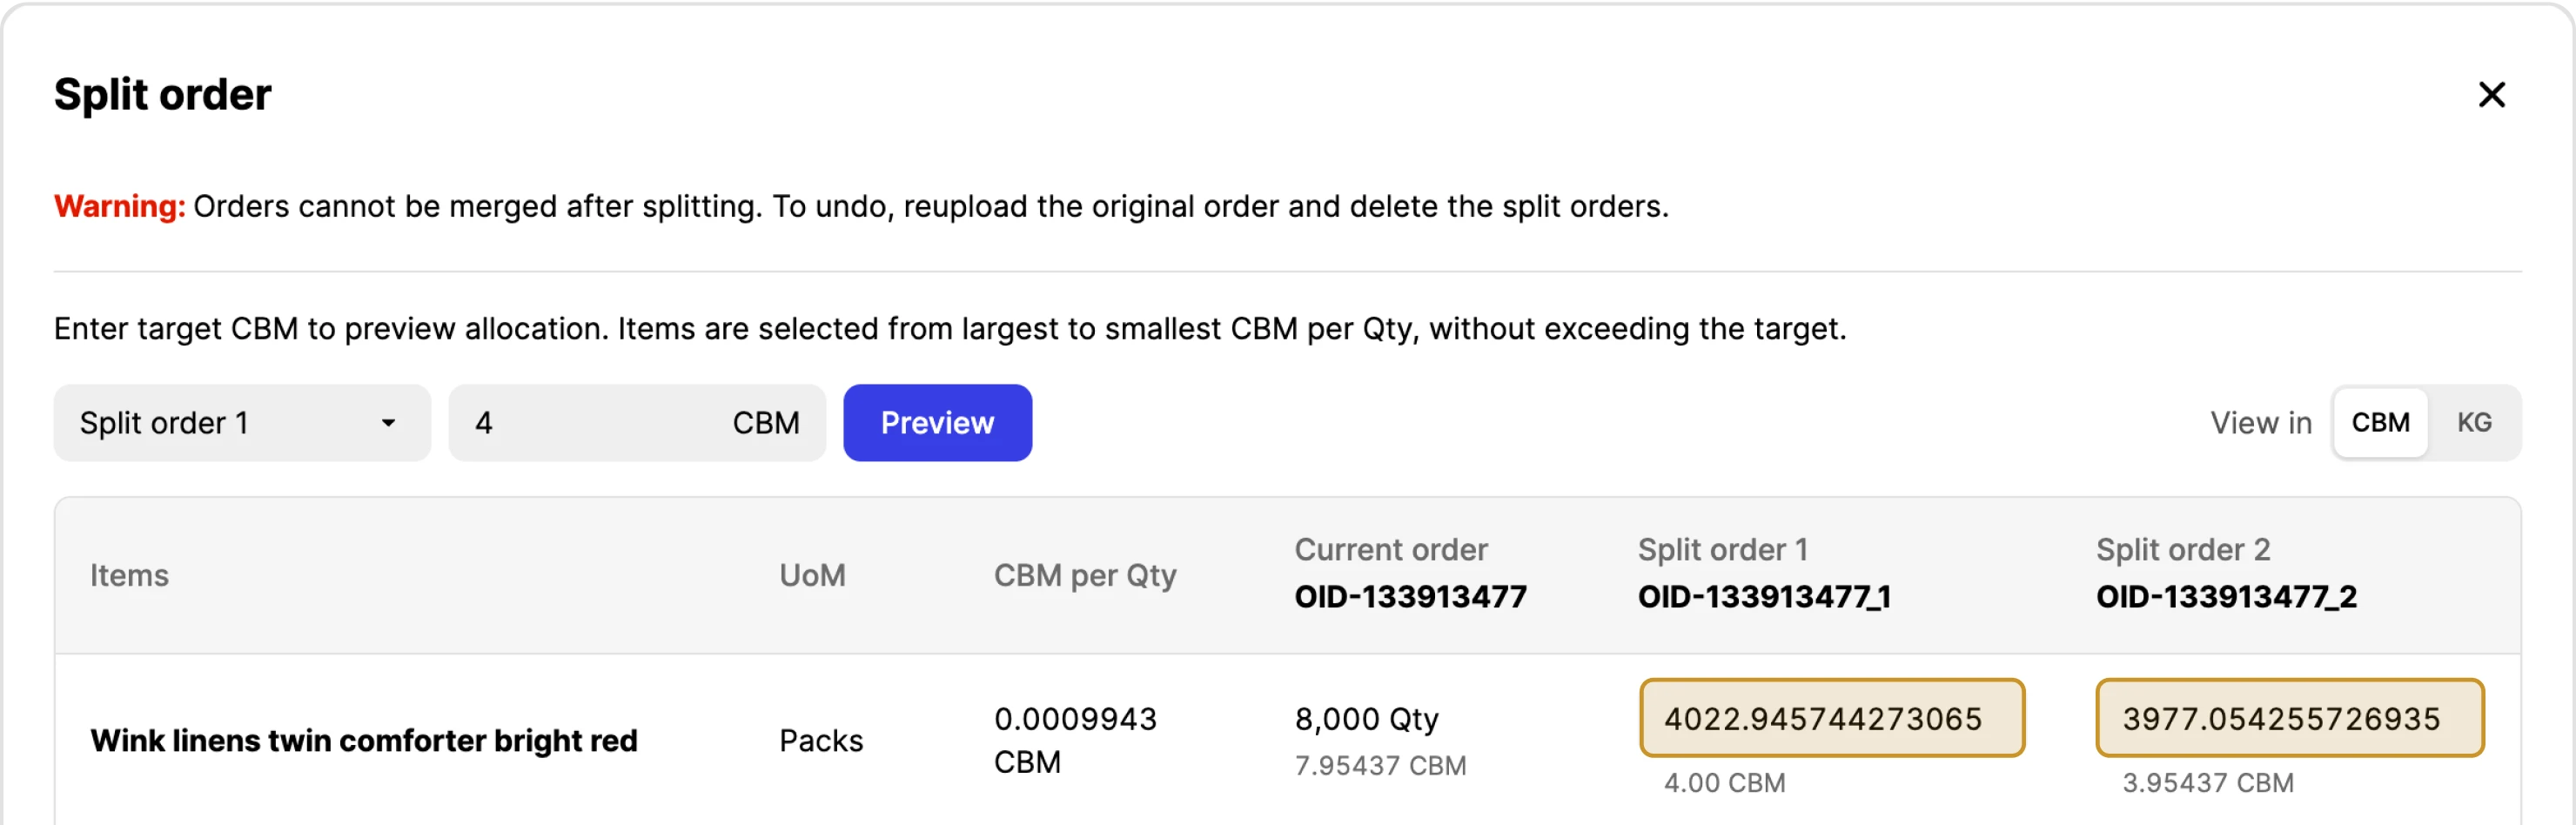 Split order
Warning: Orders cannot be merged after splitting. To undo, reupload the original order and delete the split orders.
Enter target CBM to preview allocation. Items are selected from largest to smallest CBM per Qty, without exceeding the target.
Split order 1
4 CBM
Preview
View in
CBM
KG
Items
UoM
CBM per Qty
Current order
OID-133913477
Split order 1
OID-133913477_1
Split order 2
OID-133913477_2
Wink linens twin comforter bright red
Packs
0.0009943
CBM
8,000 Qty
7.95437 CBM
4022.945744273065
4.00 CBM
3977.054255726935
3.95437 CBM